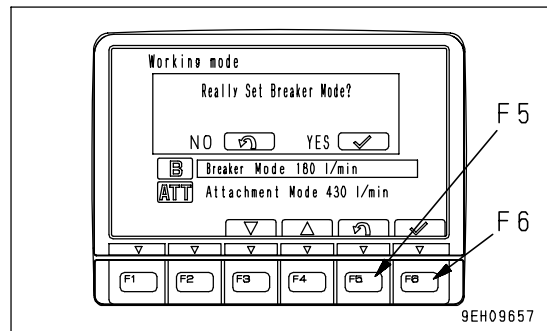 Working mode
Really Set Breaker Mode?
NO YES
B Breaker Mode 180 l/min
ATT Attachment Mode 430 l/min
F1 F2 F3 F4 F5 F6
F5
F6
9EH09657